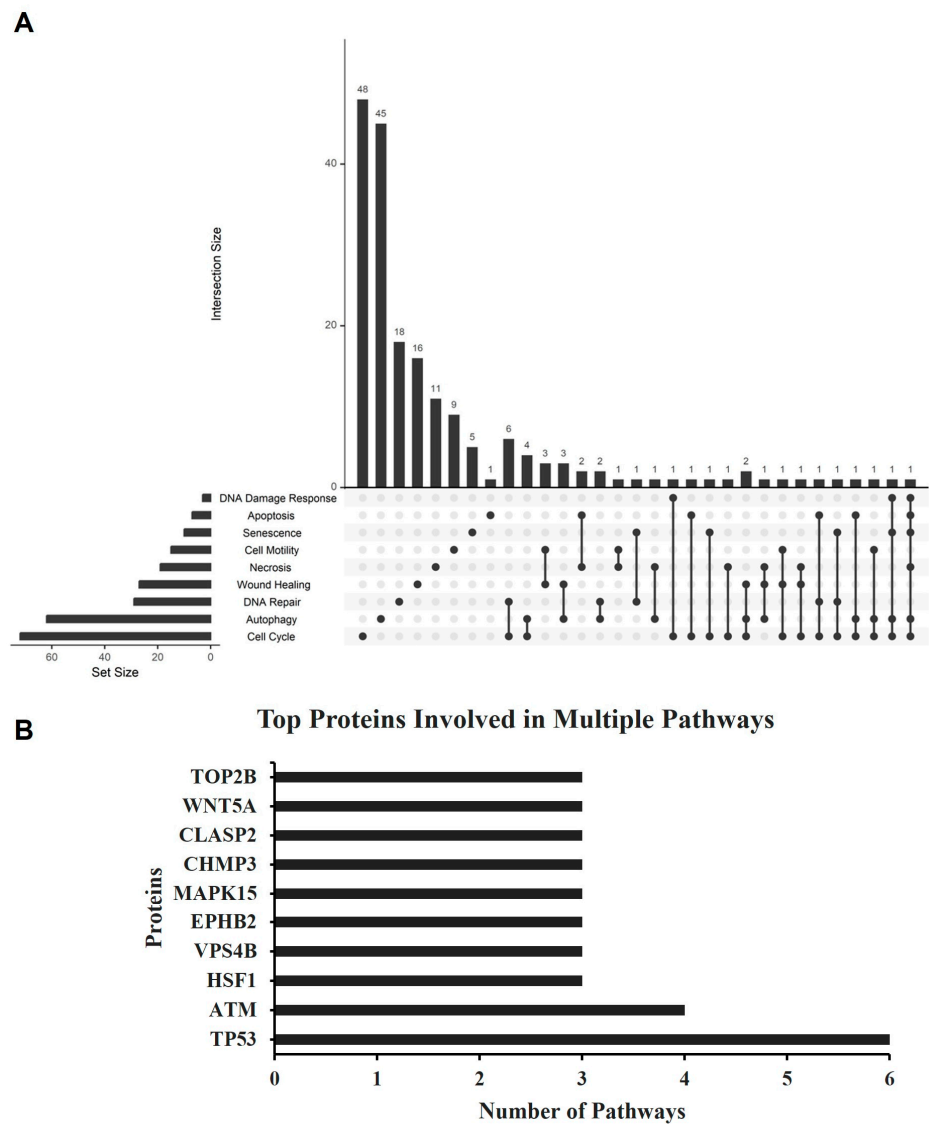 A
48
45
40
20
0
18
16
11
9
5
1
6
4
3
3
2
2
1
1
1
1
1
1
1
2
1
1
1
1
1
1
1
1
1
Intersection Size
DNA Damage Response
Apoptosis
Senescence
Cell Motility
Necrosis
Wound Healing
DNA Repair
Autophagy
Cell Cycle
60 40 20 0
Set Size
B
Top Proteins Involved in Multiple Pathways
Proteins
TOP2B
WNT5A
CLASP2
CHMP3
MAPK15
EPHB2
VPS4B
HSF1
ATM
TP53
0 1 2 3 4 5 6
Number of Pathways